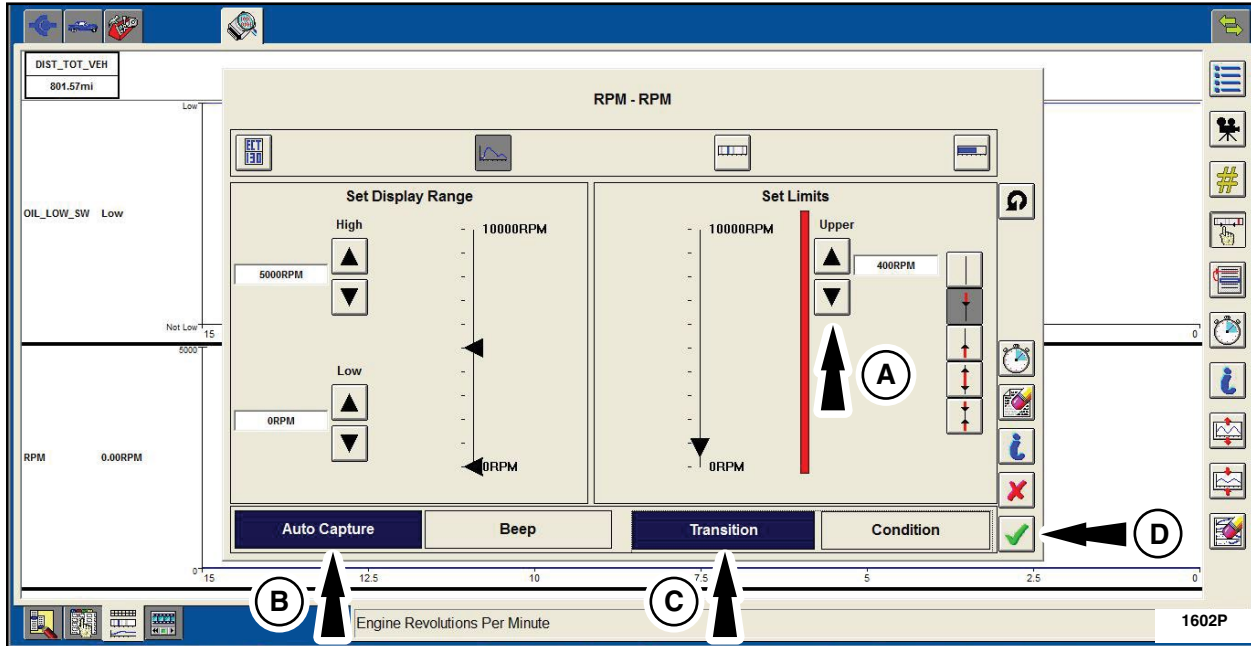 DIST_TOT_VEH
801.57mi
RPM - RPM
Low
ECT
130
Set Display Range
Set Limits
High
10000RPM
10000RPM
Upper
OIL_LOW_SW Low
5000RPM
400RPM
Not Low
15
0
5000
A
Low
0RPM
RPM 0.00RPM
0RPM
0RPM
Auto Capture
Beep
Transition
Condition
D
0
15
12.5
10
7.5
5
2.5
0
B
C
Engine Revolutions Per Minute
1602P